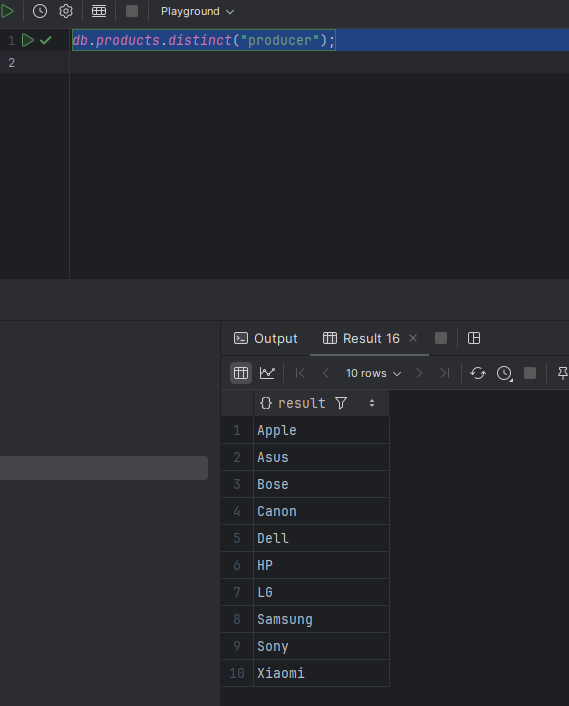 Playground
1 db.products.distinct("producer");
2
Output Result 16
10 rows
{} result
1 Apple
2 Asus
3 Bose
4 Canon
5 Dell
6 HP
7 LG
8 Samsung
9 Sony
10 Xiaomi